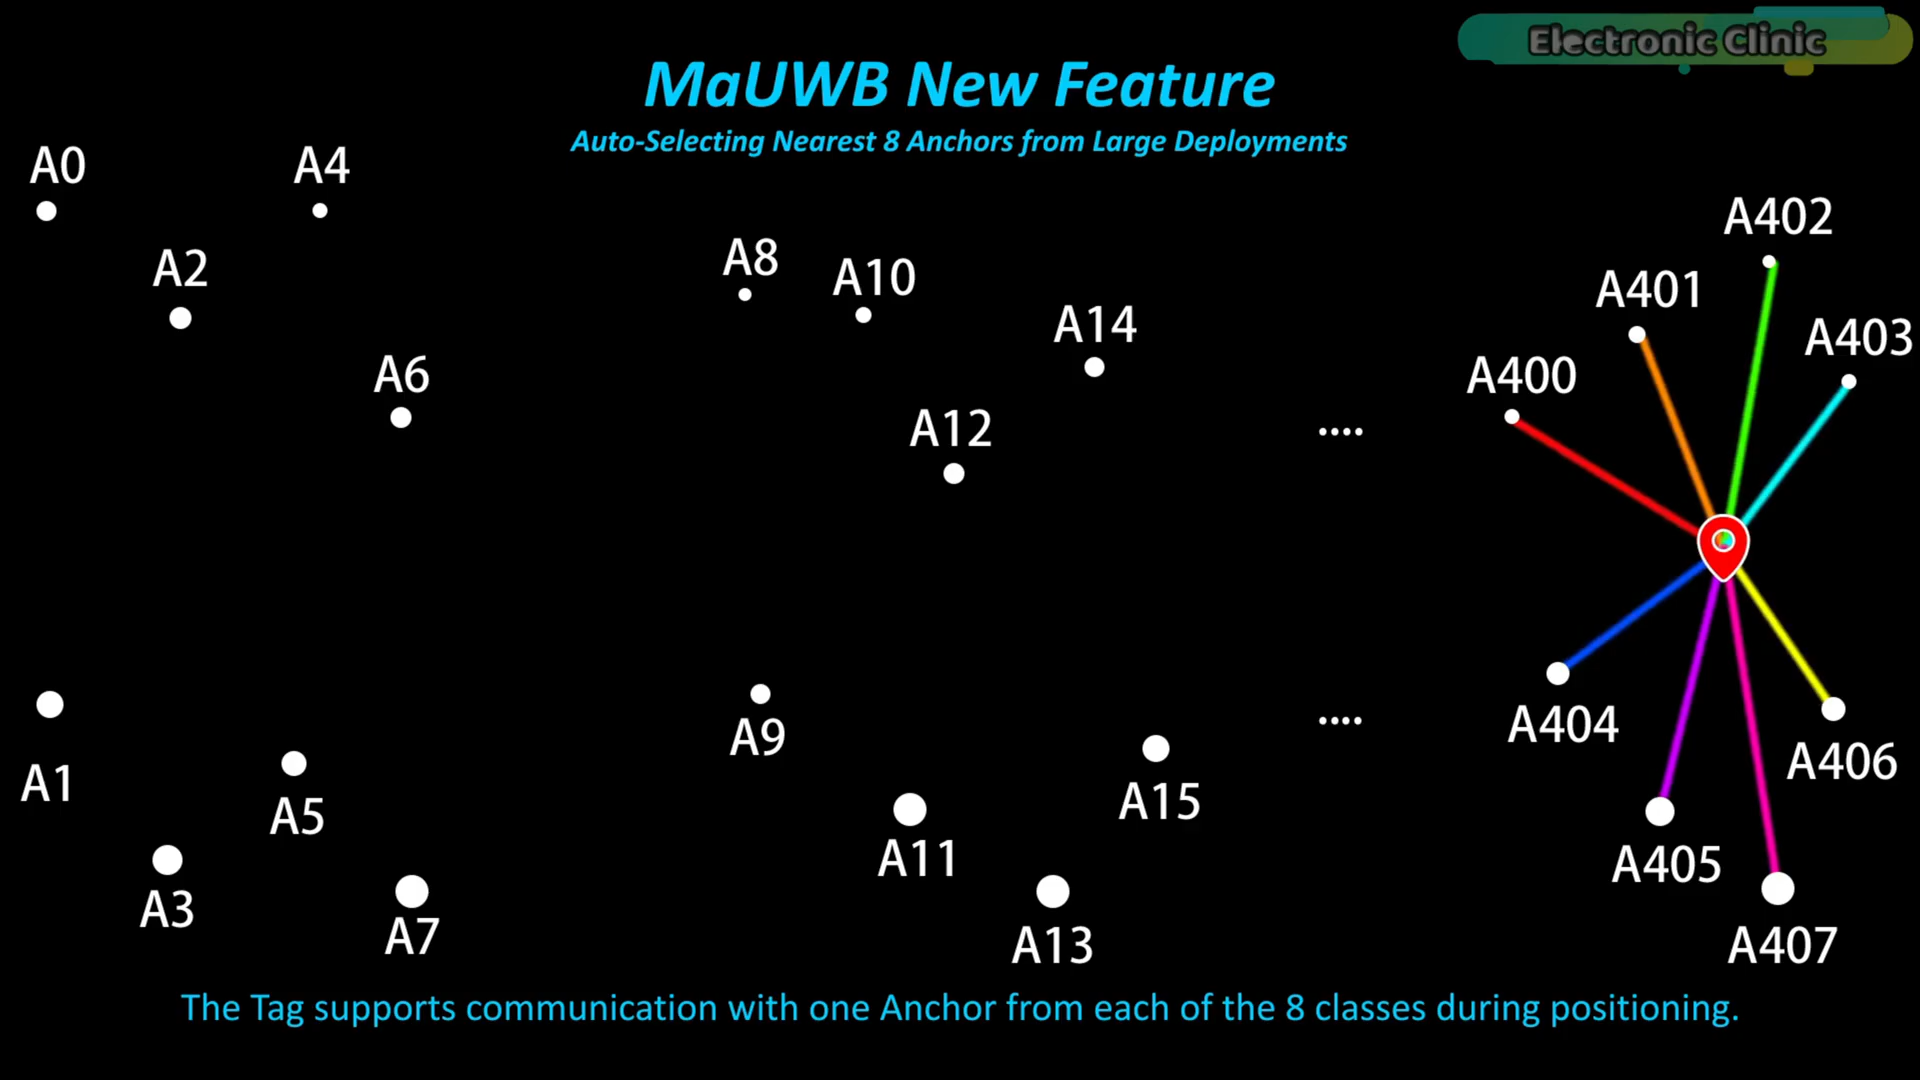 Electronic Clinic
MaUWB New Feature
Auto-Selecting Nearest 8 Anchors from Large Deployments
A0
A4
A2
A6
A8
A10
A14
A12
....
A402
A401
A403
A400
A1
A5
A3
A7
A9
A15
A11
A13
....
A404
A406
A405
A407
The Tag supports communication with one Anchor from each of the 8 classes during positioning.